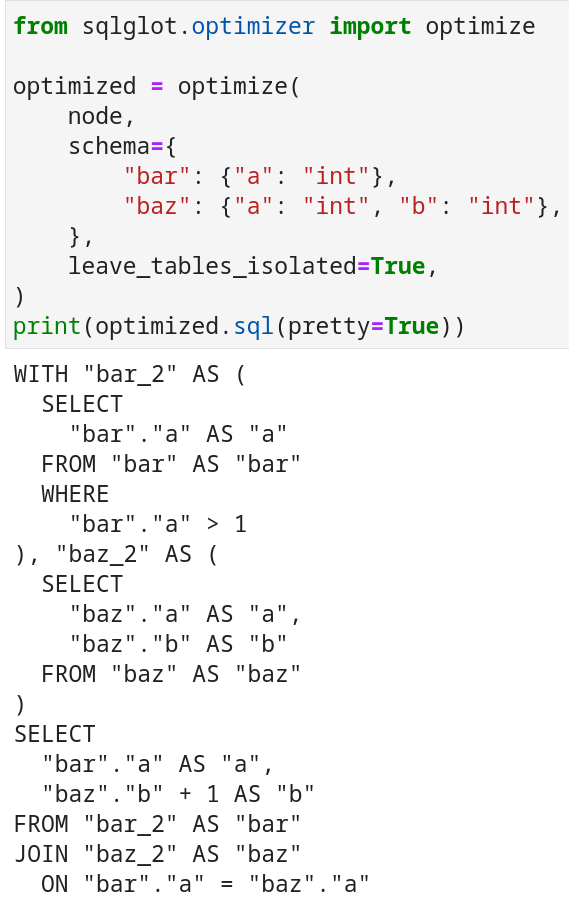 from sqlglot.optimizer import optimize

optimized = optimize(
    node,
    schema={
        "bar": {"a": "int"},
        "baz": {"a": "int", "b": "int"},
    },
    leave_tables_isolated=True,
)
print(optimized.sql(pretty=True))
WITH "bar_2" AS (
  SELECT
    "bar"."a" AS "a"
  FROM "bar" AS "bar"
  WHERE
    "bar"."a" > 1
), "baz_2" AS (
  SELECT
    "baz"."a" AS "a",
    "baz"."b" AS "b"
  FROM "baz" AS "baz"
)
SELECT
  "bar"."a" AS "a",
  "baz"."b" + 1 AS "b"
FROM "bar_2" AS "bar"
JOIN "baz_2" AS "baz"
  ON "bar"."a" = "baz"."a"